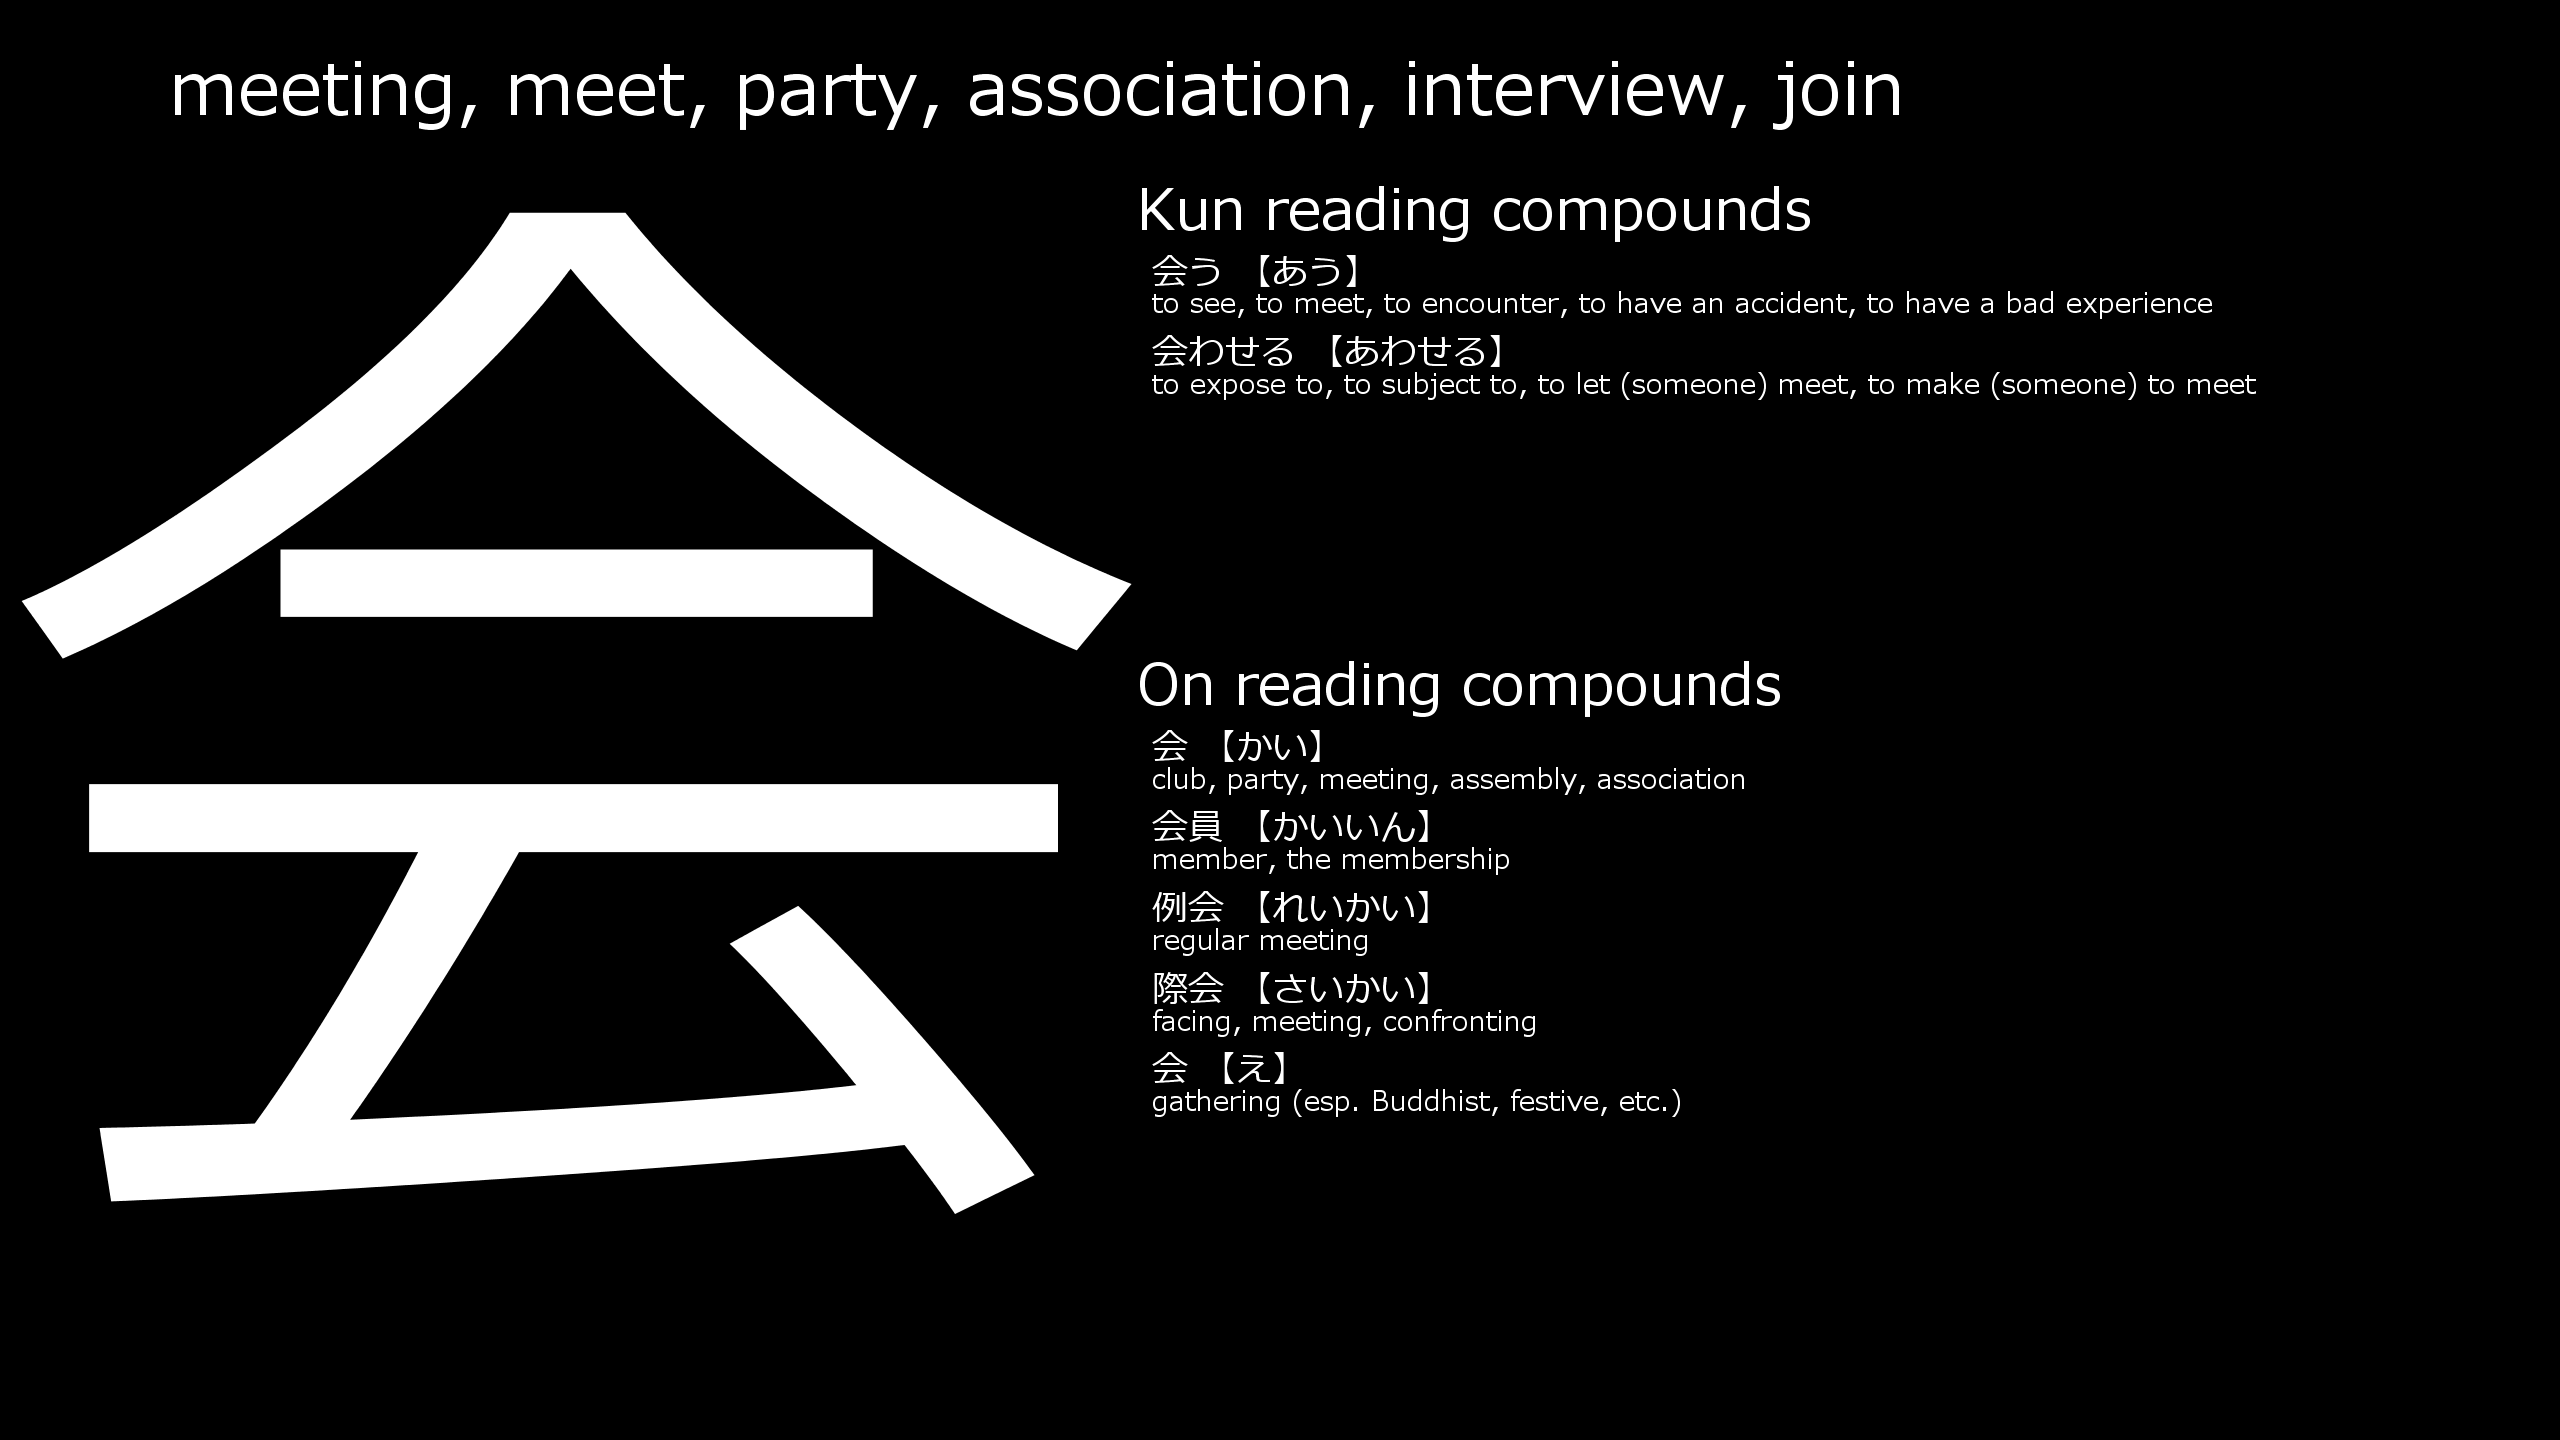 meeting, meet, party, association, interview, join
会
Kun reading compounds
会う 【あう】
to see, to meet, to encounter, to have an accident, to have a bad experience
会わせる 【あわせる】
to expose to, to subject to, to let (someone) meet, to make (someone) to meet
On reading compounds
会 【かい】
club, party, meeting, assembly, association
会員 【かいいん】
member, the membership
例会 【れいかい】
regular meeting
際会 【さいかい】
facing, meeting, confronting
会 【え】
gathering (esp. Buddhist, festive, etc.)